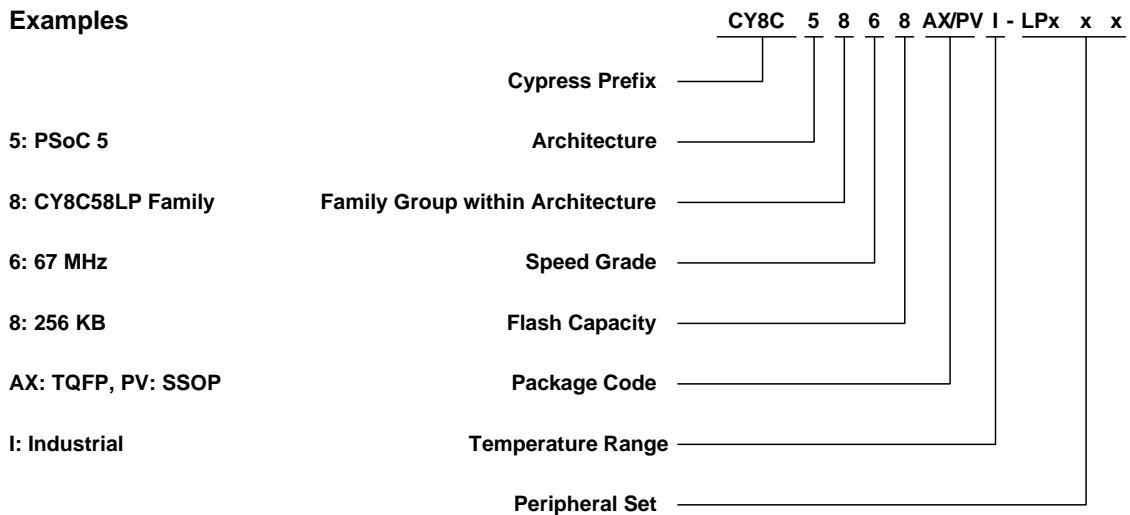 Examples CY8C 5 8 6 8 AX/PV I - LPx x x
Cypress Prefix
5: PSoC 5 Architecture
8: CY8C58LP Family Family Group within Architecture
6: 67 MHz Speed Grade
8: 256 KB Flash Capacity
AX: TQFP, PV: SSOP Package Code
I: Industrial Temperature Range
Peripheral Set